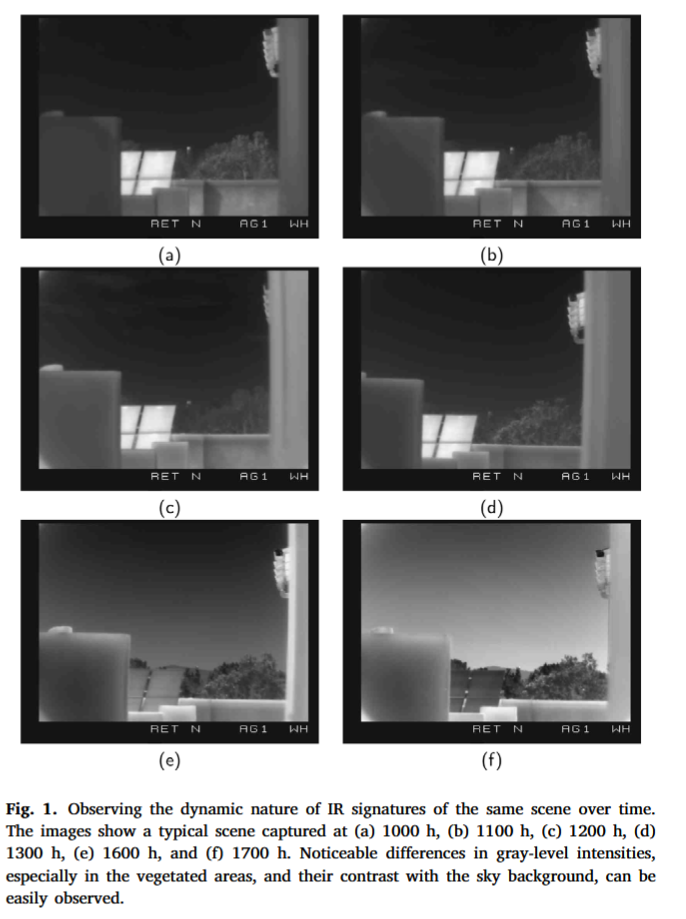 RET N AG1 WH
RET N AG1 WH
(a)
(b)
RET N AG1 WH
RET N AG1 WH
(c)
(d)
RET N AG1 WH
RET N AG1 WH
(e)
(f)
Fig. 1. Observing the dynamic nature of IR signatures of the same scene over time.
The images show a typical scene captured at (a) 1000 h, (b) 1100 h, (c) 1200 h, (d)
1300 h, (e) 1600 h, and (f) 1700 h. Noticeable differences in gray-level intensities,
especially in the vegetated areas, and their contrast with the sky background, can be
easily observed.